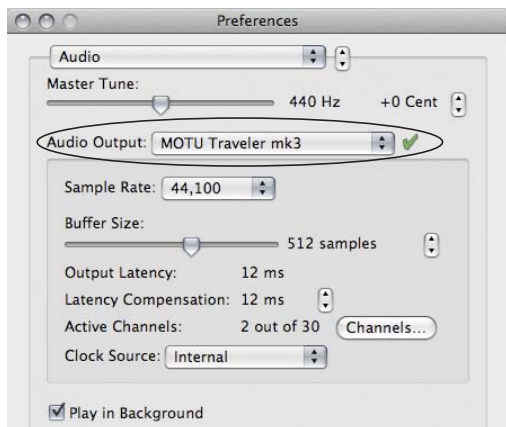 Preferences
Audio
Master Tune:
440 Hz +0 Cent
Audio Output: MOTU Traveler mk3
Sample Rate: 44,100
Buffer Size:
512 samples
Output Latency: 12 ms
Latency Compensation: 12 ms
Active Channels: 2 out of 30 Channels...
Clock Source: Internal
Play in Background